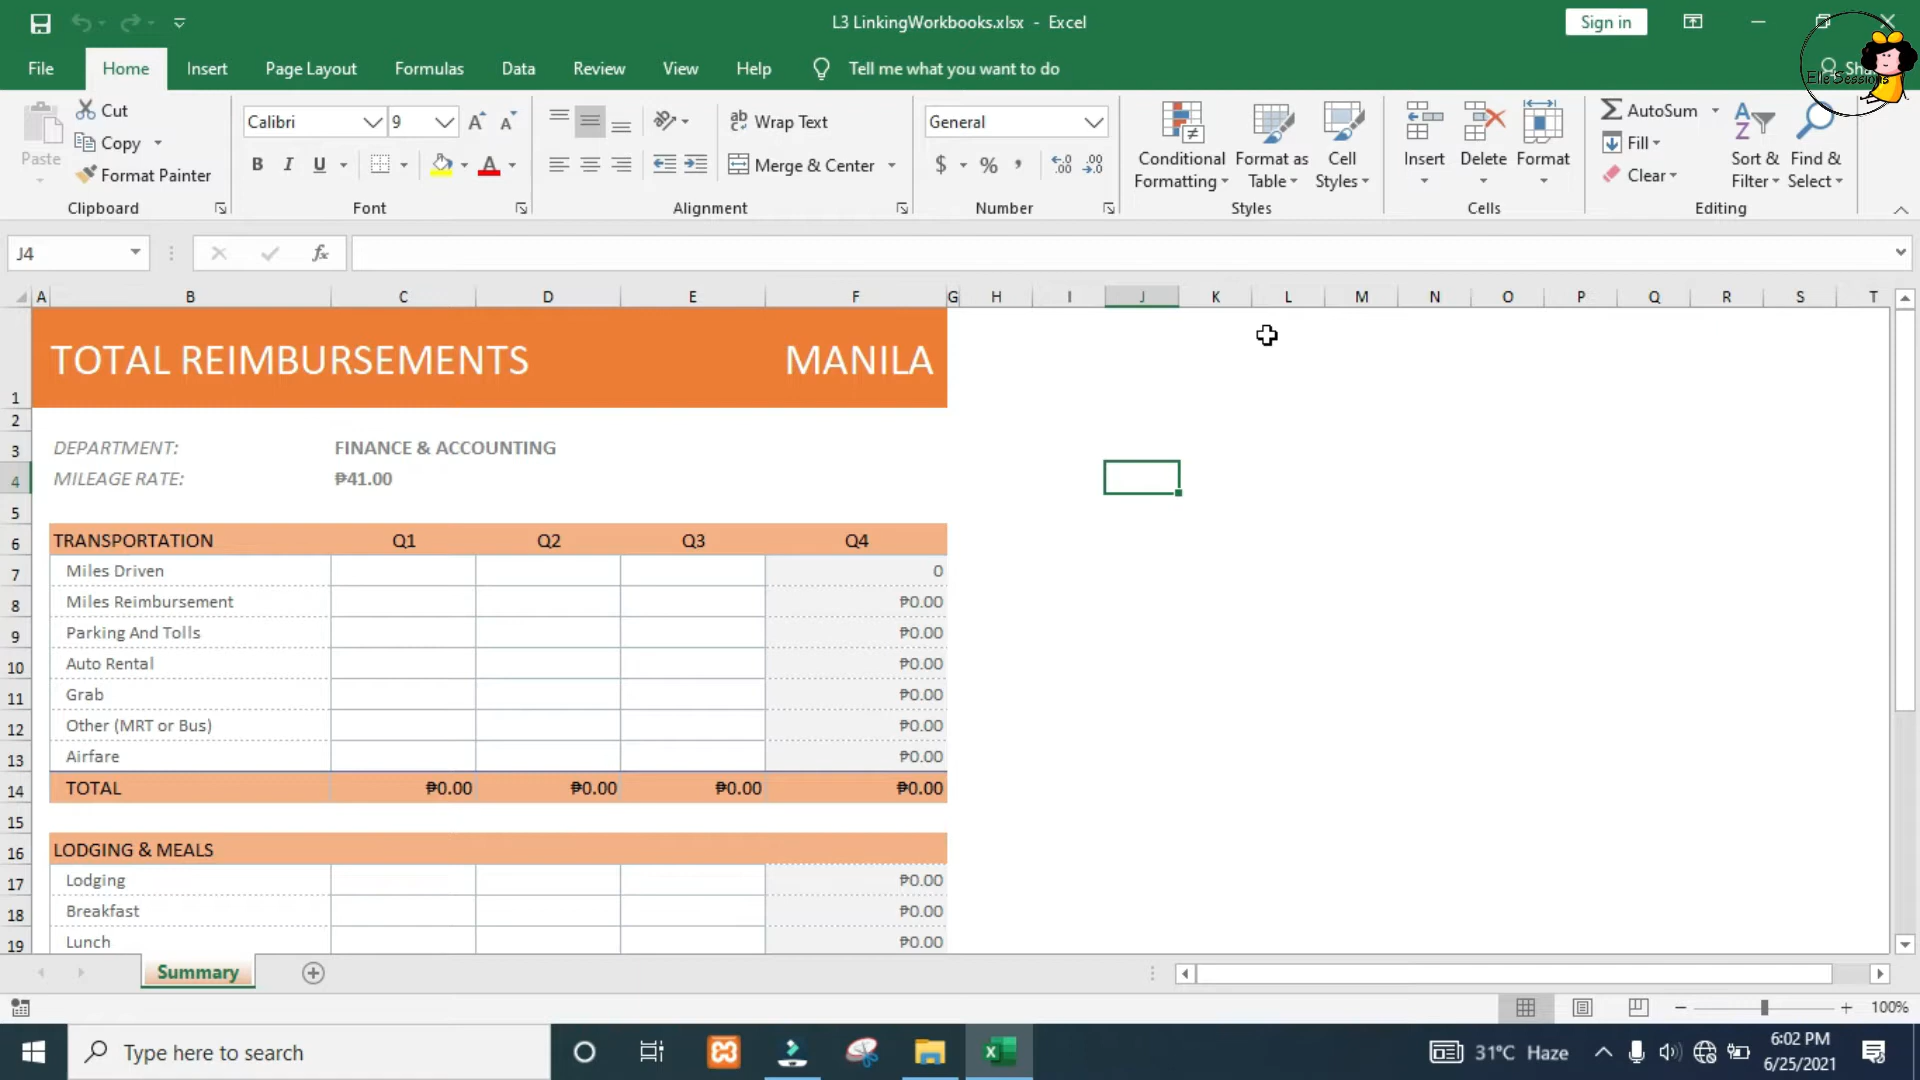 L3 LinkingWorkbooks.xlsx - Excel
Sign in
File Home Insert Page Layout Formulas Data Review View Help Tell me what you want to do
Elle Sessions
Paste
Cut
Copy
Format Painter
Clipboard
Calibri 9
B I U A
Font
ab Wrap Text
Merge & Center
Alignment
General
$ % ,
Number
Conditional Formatting
Format as Table
Cell Styles
Styles
Insert Delete Format
Cells
AutoSum
Fill
Clear
Sort & Filter
Find & Select
Editing
J4 fx
A B C D E F G H I J K L M N O P Q R S T
1 TOTAL REIMBURSEMENTS MANILA
2
3 DEPARTMENT: FINANCE & ACCOUNTING
4 MILEAGE RATE: ₱41.00
5
6 TRANSPORTATION Q1 Q2 Q3 Q4
7 Miles Driven 0
8 Miles Reimbursement ₱0.00
9 Parking And Tolls ₱0.00
10 Auto Rental ₱0.00
11 Grab ₱0.00
12 Other (MRT or Bus) ₱0.00
13 Airfare ₱0.00
14 TOTAL ₱0.00 ₱0.00 ₱0.00 ₱0.00
15
16 LODGING & MEALS
17 Lodging ₱0.00
18 Breakfast ₱0.00
19 Lunch ₱0.00
Summary
100%
Type here to search
31°C Haze
6:02 PM
6/25/2021